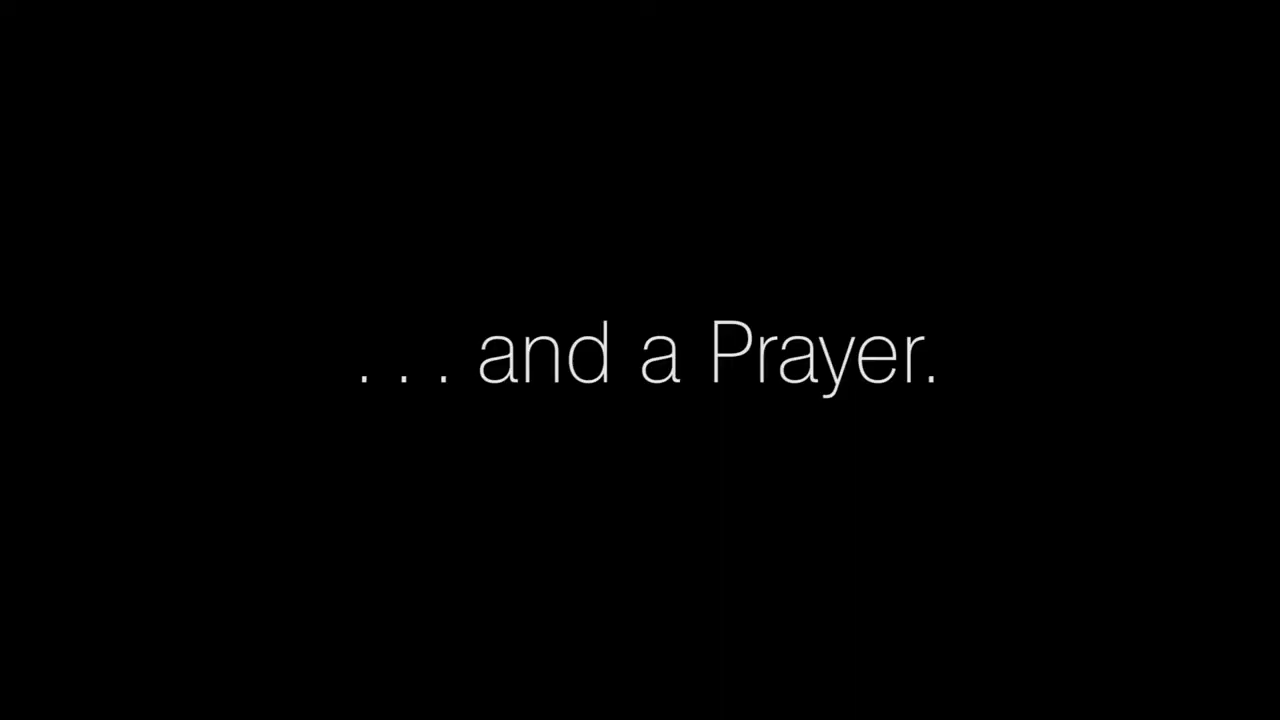 . . . and a Prayer.